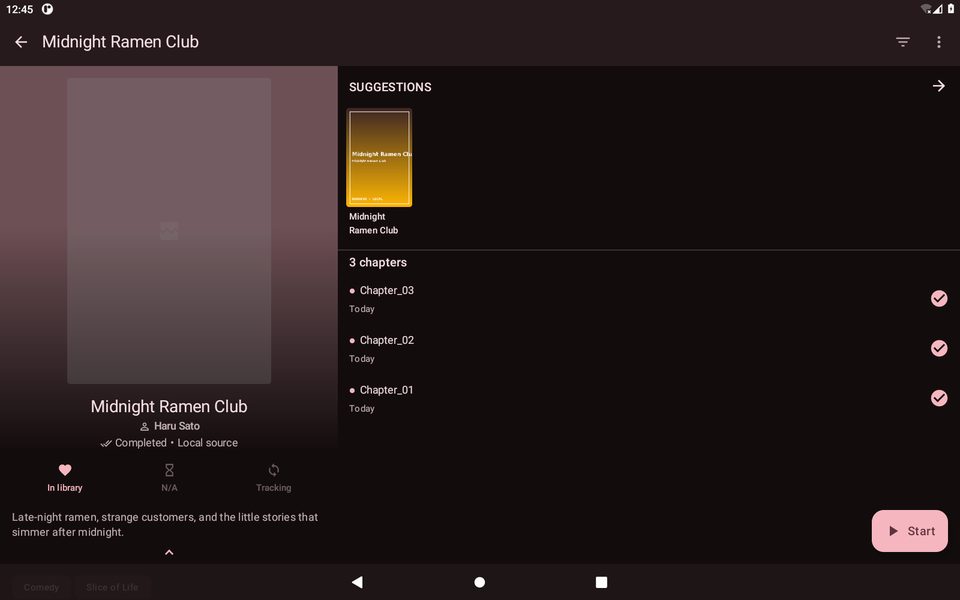 12:45
Midnight Ramen Club
Midnight Ramen Club
Haru Sato
Completed • Local source
In library
N/A
Tracking
Late-night ramen, strange customers, and the little stories that
simmer after midnight.
Comedy
Slice of Life
SUGGESTIONS
Midnight Ramen Clu
Midnight
Ramen Club
3 chapters
Chapter_03
Today
Chapter_02
Today
Chapter_01
Today
Start